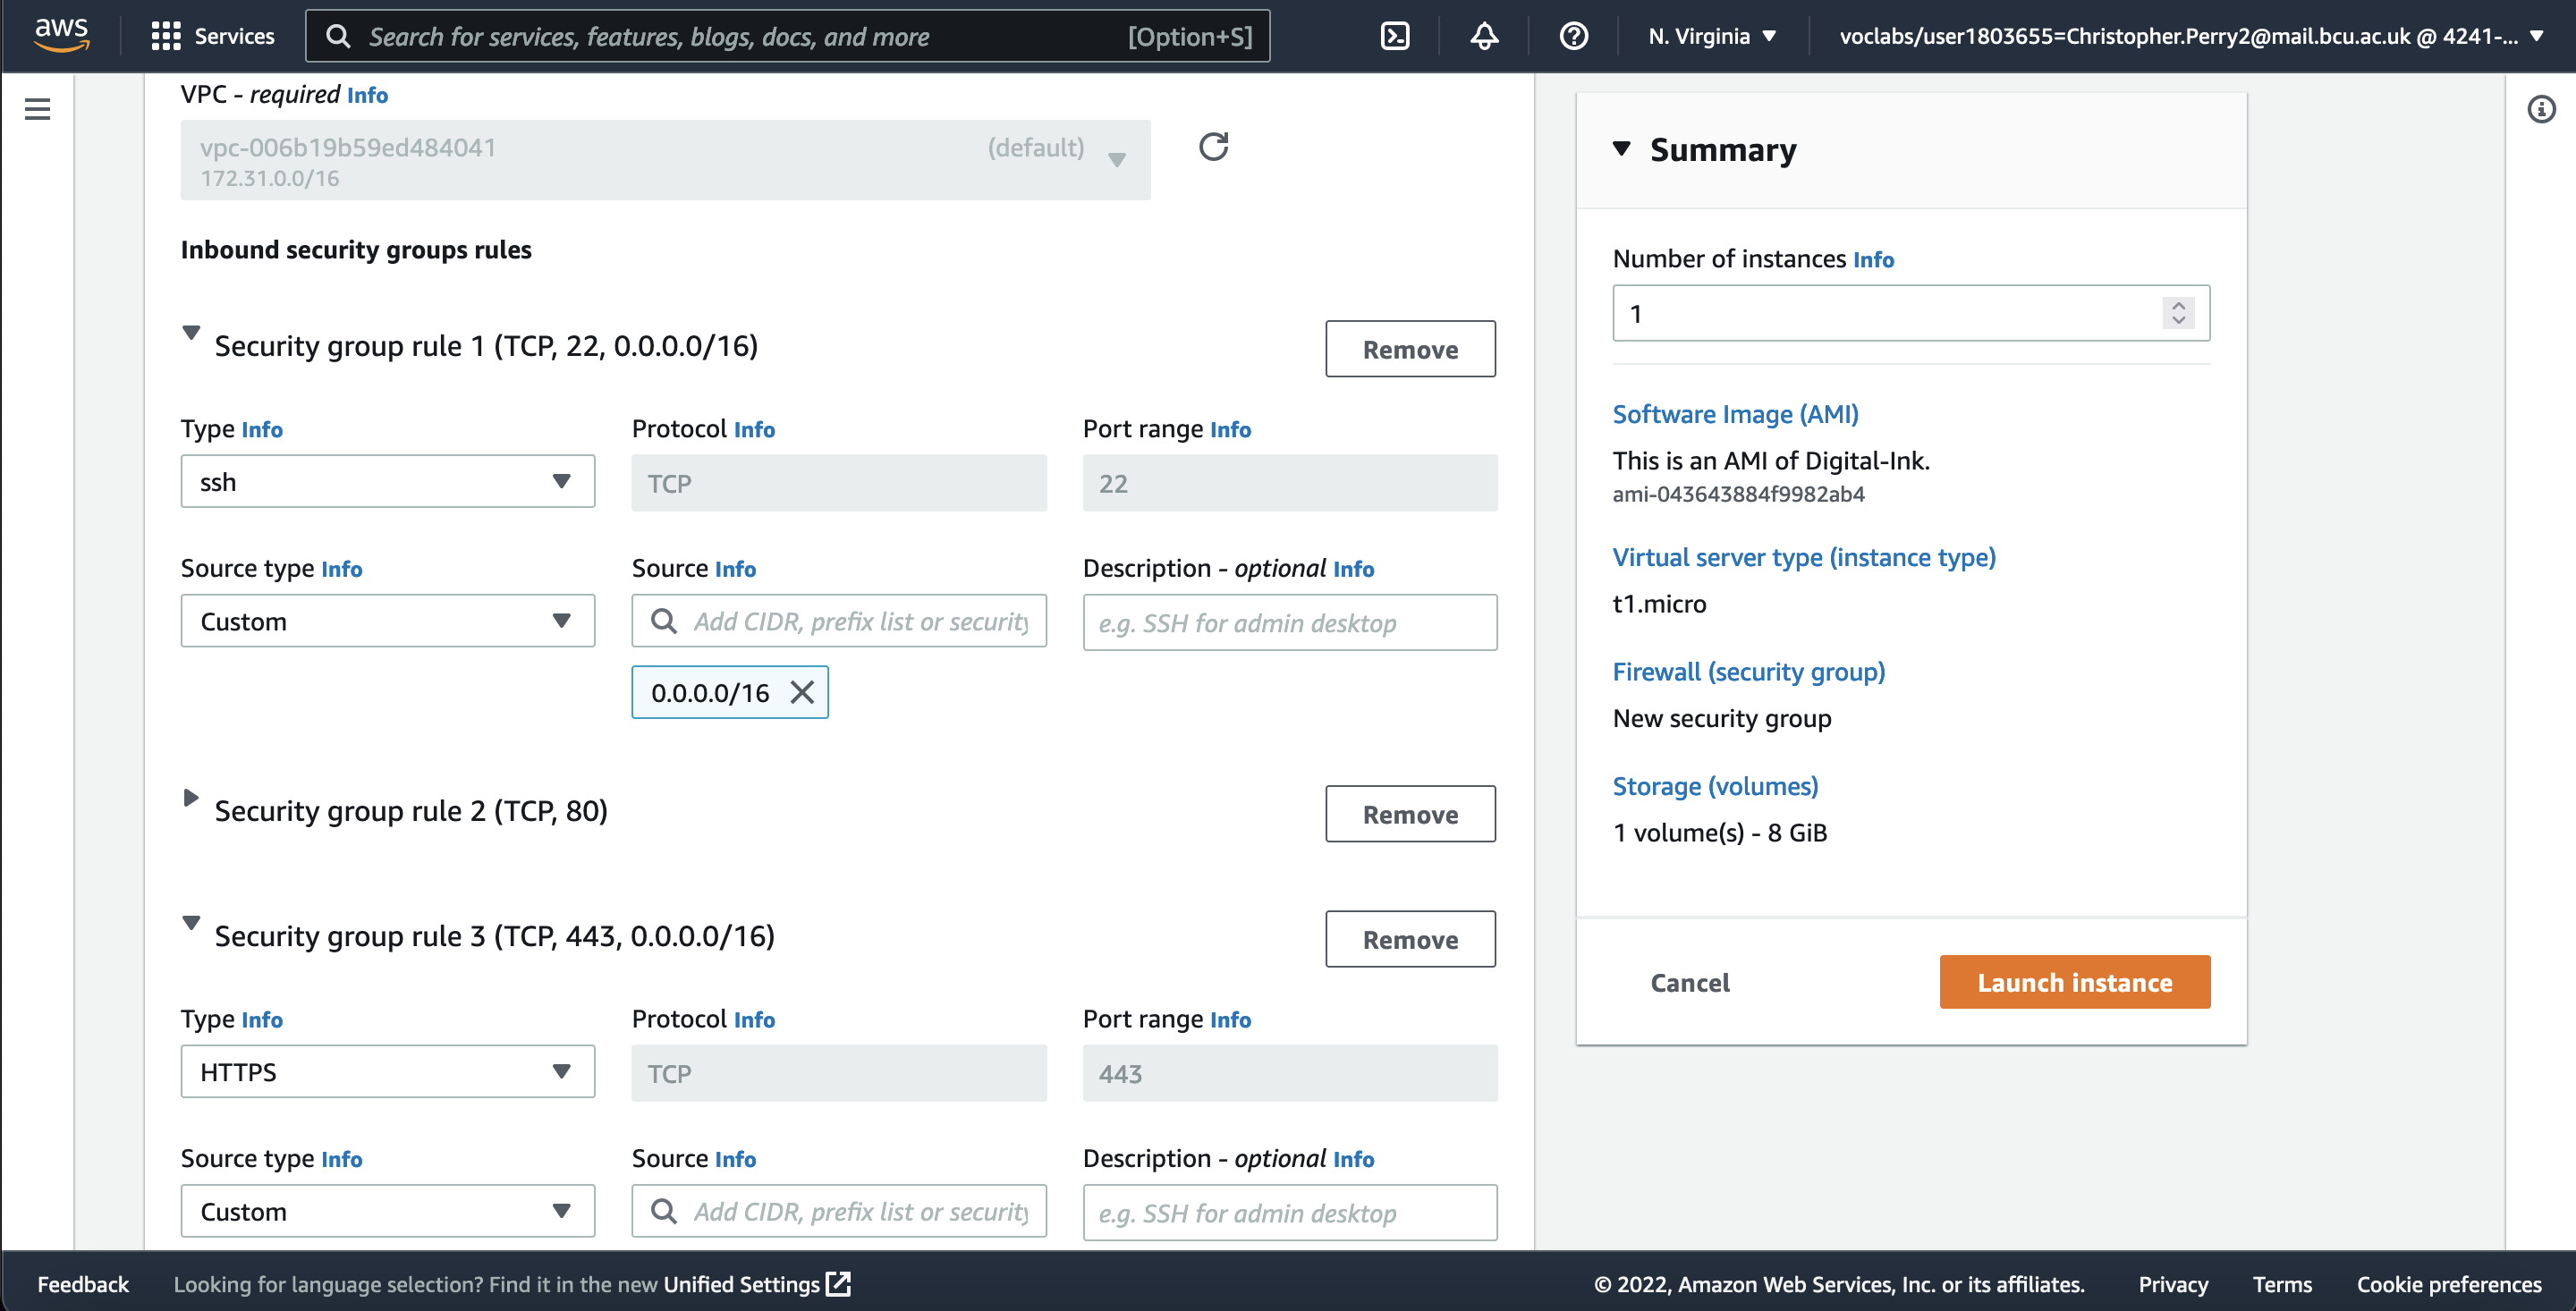 aws
Services
Search for services, features, blogs, docs, and more [Option+S]
N. Virginia
voclabs/user1803655=Christopher.Perry2@mail.bcu.ac.uk @ 4241-...
VPC - required Info
vpc-006b19b59ed484041 (default)
172.31.0.0/16
Inbound security groups rules
Security group rule 1 (TCP, 22, 0.0.0.0/16)
Remove
Type Info
Protocol Info
Port range Info
ssh
TCP
22
Source type Info
Source Info
Description - optional Info
Custom
Add CIDR, prefix list or security
e.g. SSH for admin desktop
0.0.0.0/16
Security group rule 2 (TCP, 80)
Remove
Security group rule 3 (TCP, 443, 0.0.0.0/16)
Remove
Type Info
Protocol Info
Port range Info
HTTPS
TCP
443
Source type Info
Source Info
Description - optional Info
Custom
Add CIDR, prefix list or security
e.g. SSH for admin desktop
Summary
Number of instances Info
1
Software Image (AMI)
This is an AMI of Digital-Ink.
ami-043643884f9982ab4
Virtual server type (instance type)
t1.micro
Firewall (security group)
New security group
Storage (volumes)
1 volume(s) - 8 GiB
Cancel
Launch instance
Feedback
Looking for language selection? Find it in the new Unified Settings
© 2022, Amazon Web Services, Inc. or its affiliates.
Privacy
Terms
Cookie preferences